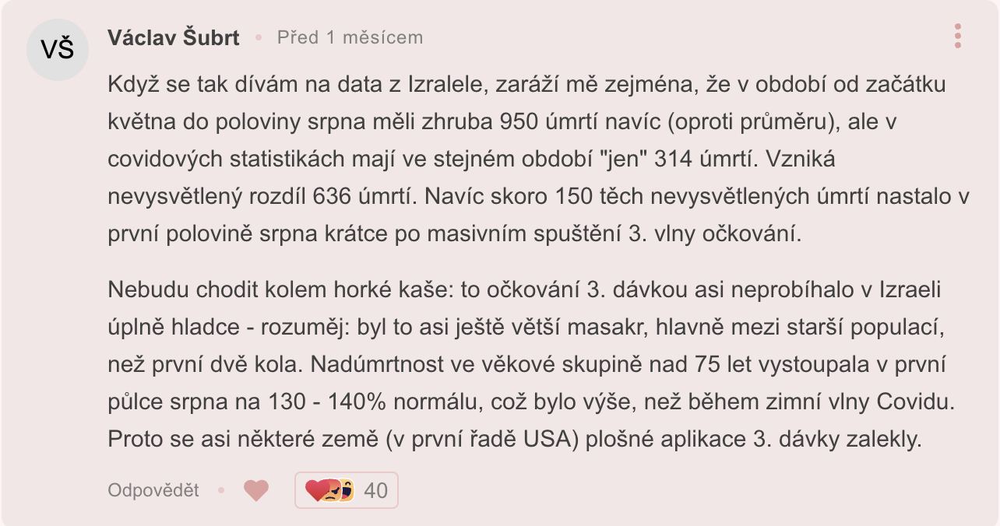 VŠ
Václav Šubrt • Před 1 měsícem
Když se tak dívám na data z Izralele, zaráží mě zejména, že v období od začátku
května do poloviny srpna měli zhruba 950 úmrtí navíc (oproti průměru), ale v
covidových statistikách mají ve stejném období "jen" 314 úmrtí. Vzniká
nevysvětlený rozdíl 636 úmrtí. Navíc skoro 150 těch nevysvětlených úmrtí nastalo v
první polovině srpna krátce po masivním spuštění 3. vlny očkování.
Nebudu chodit kolem horké kaše: to očkování 3. dávkou asi neprobíhalo v Izraeli
úplně hladce - rozuměj: byl to asi ještě větší masakr, hlavně mezi starší populací,
než první dvě kola. Nadúmrtnost ve věkové skupině nad 75 let vystoupala v první
půlce srpna na 130 - 140% normálu, což bylo výše, než během zimní vlny Covidu.
Proto se asi některé země (v první řadě USA) plošné aplikace 3. dávky zalekly.
Odpovědět • 40